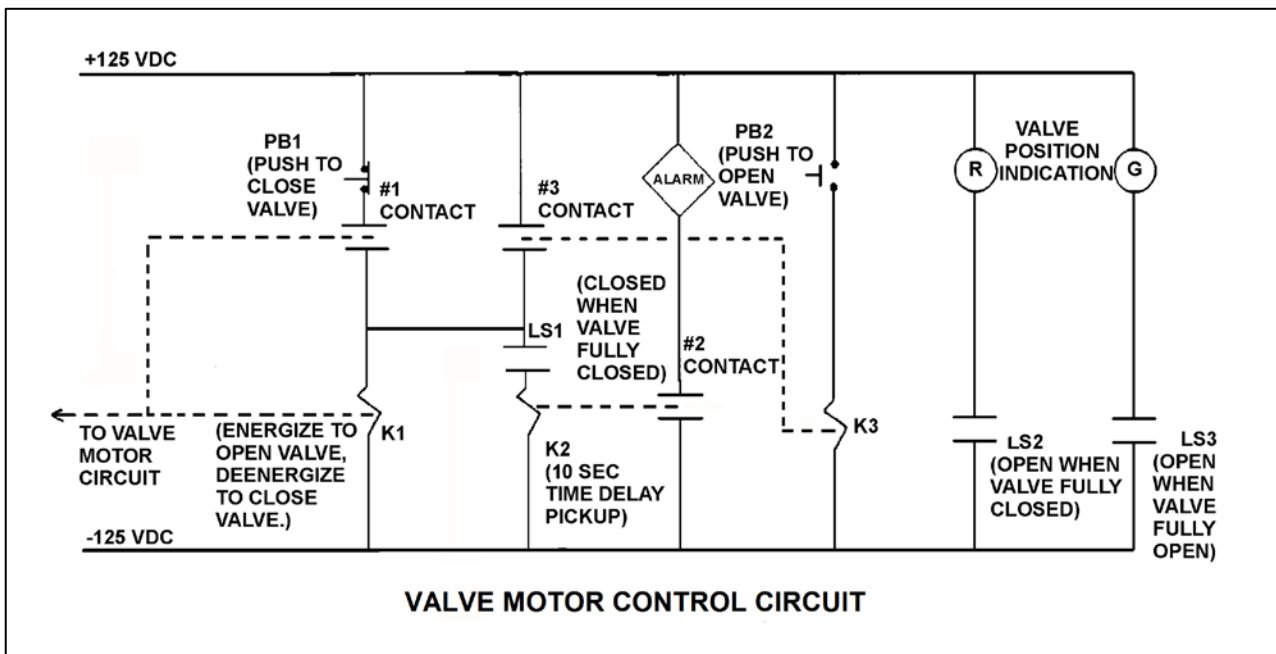 +125 VDC
PB1
(PUSH TO
CLOSE
VALVE)
#1
CONTACT
#3
CONTACT
ALARM
PB2
(PUSH TO
OPEN
VALVE)
R
VALVE
POSITION
INDICATION
G
(CLOSED
WHEN
VALVE
FULLY
CLOSED)
LS1
#2
CONTACT
TO VALVE
MOTOR
CIRCUIT
(ENERGIZE TO
OPEN VALVE,
DEENERGIZE
TO CLOSE
VALVE.)
K1
K2
(10 SEC
TIME DELAY
PICKUP)
K3
LS2
(OPEN WHEN
VALVE FULLY
CLOSED)
LS3
(OPEN
WHEN
VALVE
FULLY
OPEN)
-125 VDC
VALVE MOTOR CONTROL CIRCUIT